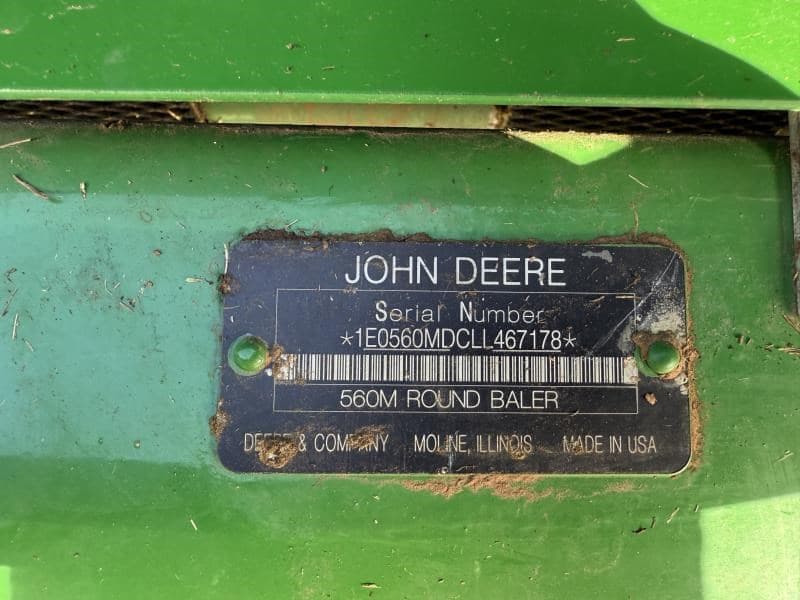 JOHN DEERE
Serial Number
*1E0560MDCLL467178*
560M ROUND BALER
DEERE & COMPANY MOLINE, ILLINOIS MADE IN USA